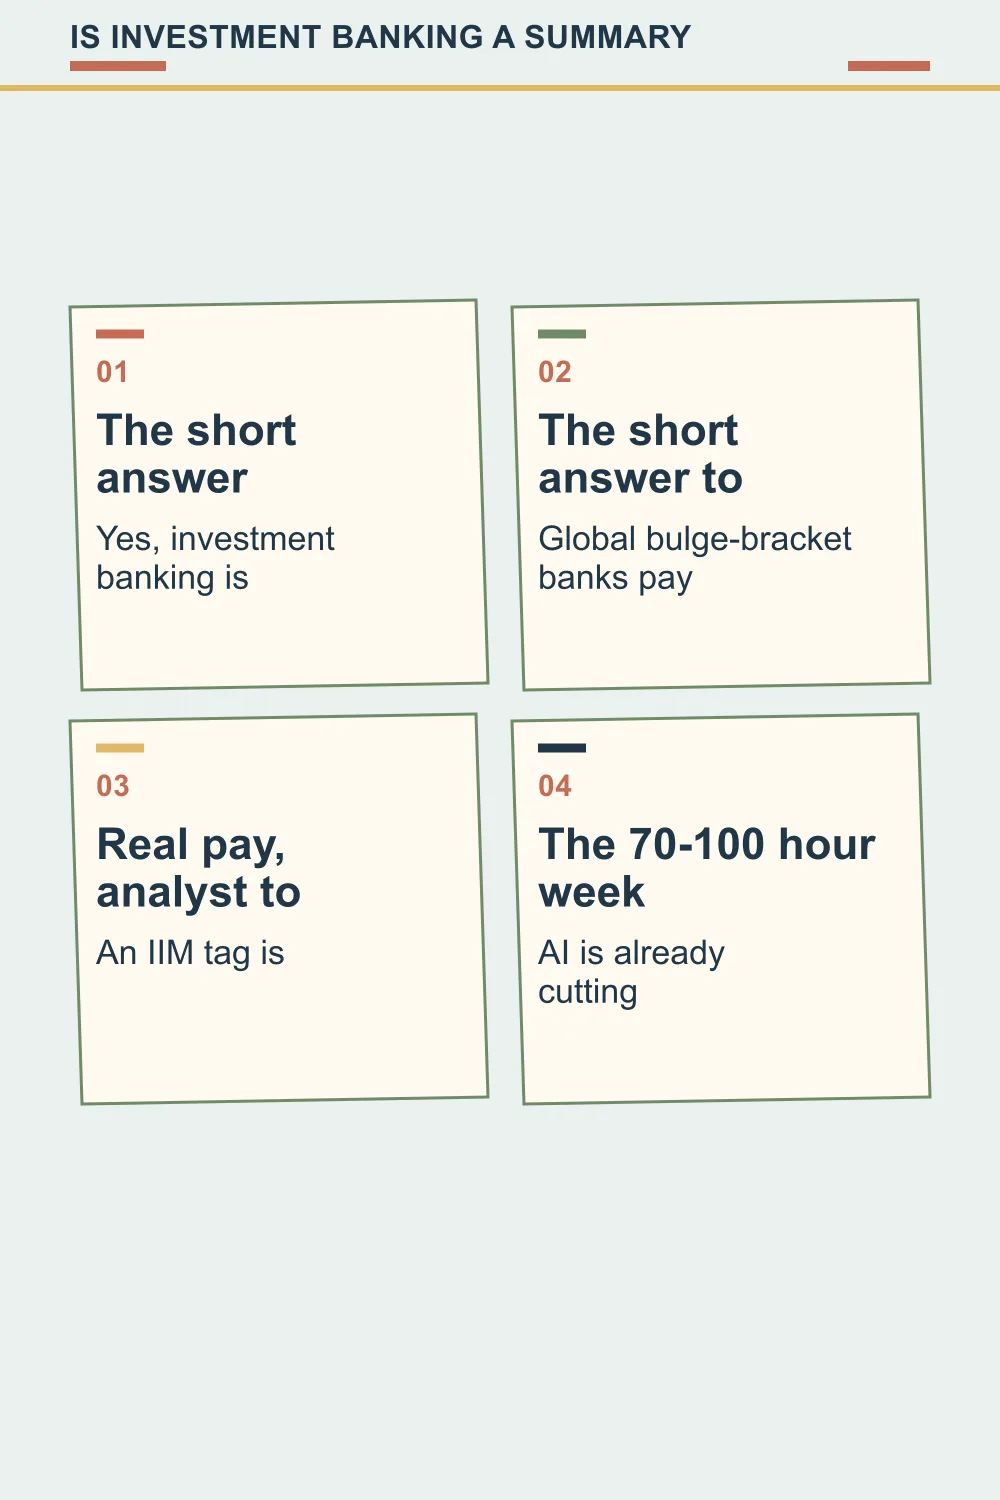 IS INVESTMENT BANKING A SUMMARY
01
The short
answer
Yes, investment
banking is
02
The short
answer to
Global bulge-bracket
banks pay
03
Real pay,
analyst to
An IIM tag is
04
The 70-100 hour
week
AI is already
cutting